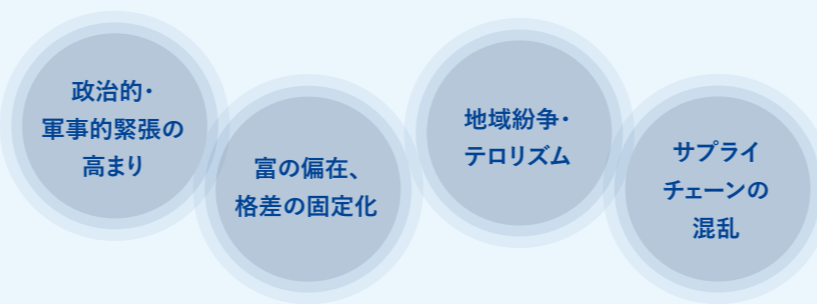 政治的・
軍事的緊張の
高まり
富の偏在、
格差の固定化
地域紛争・
テロリズム
サプライ
チェーンの
混乱